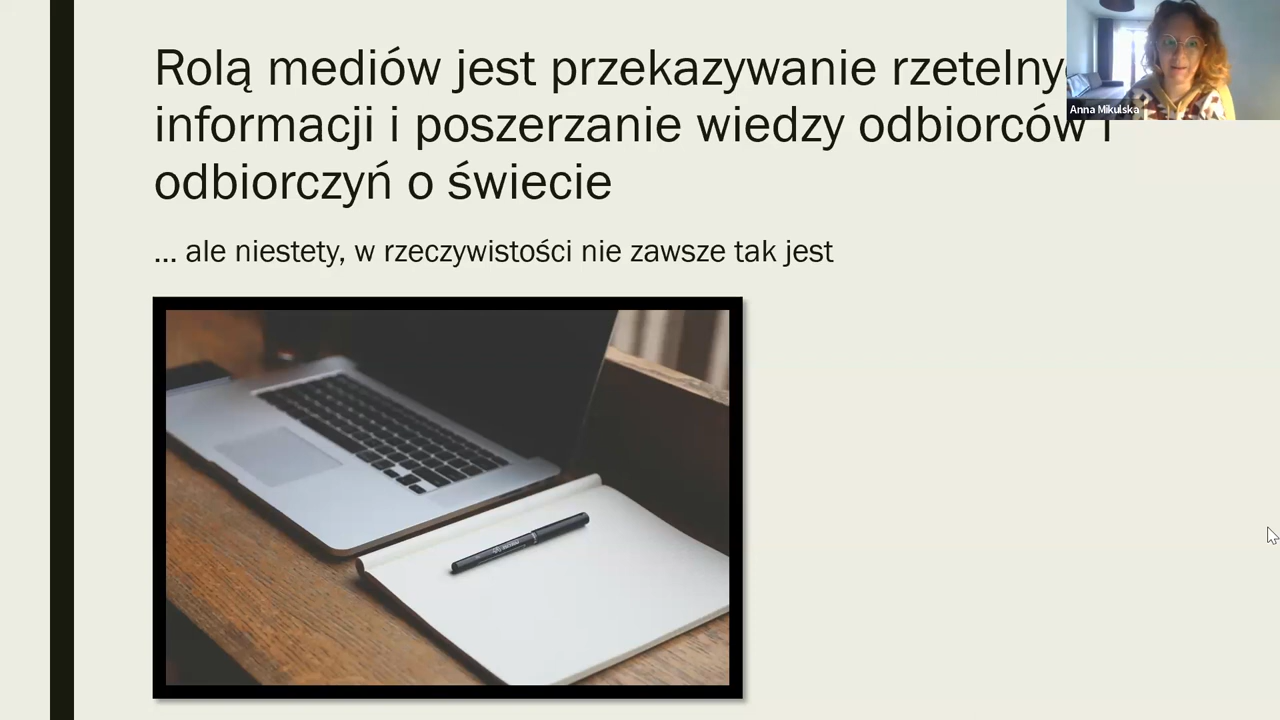 Rolą mediów jest przekazywanie rzetelny
informacji i poszerzanie wiedzy odbiorców i
odbiorczyń o świecie
... ale niestety, w rzeczywistości nie zawsze tak jest
Anna Mikulska